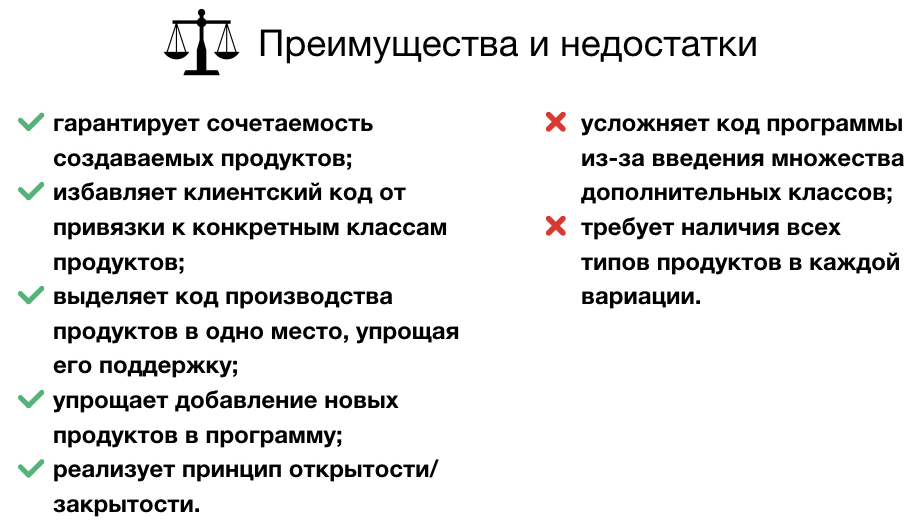 Преимущества и недостатки
гарантирует сочетаемость
создаваемых продуктов;
избавляет клиентский код от
привязки к конкретным классам
продуктов;
выделяет код производства
продуктов в одно место, упрощая
его поддержку;
упрощает добавление новых
продуктов в программу;
реализует принцип открытости/
закрытости.
усложняет код программы
из-за введения множества
дополнительных классов;
требует наличия всех
типов продуктов в каждой
вариации.